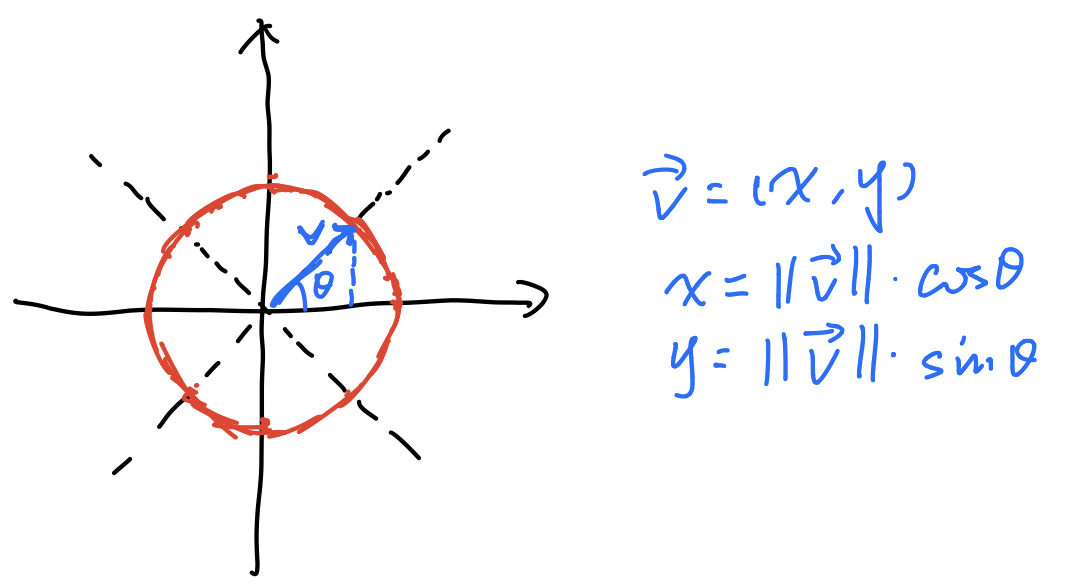 v
θ
v⃗ = (x, y)
x = ||v⃗|| · cosθ
y = ||v⃗|| · sinθ